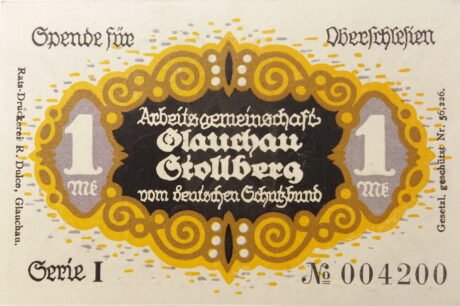 Spende für Oberschlesien
Rats-Druckerei R. Dulce, Glauchau.
1
Mk
Arbeitsgemeinschaft
Glauchau
Stollberg
vom deutschen Schutzbund
1
Mk
Gesetzl. geschützt Nr. 56,226.
Serie I
№ 004200